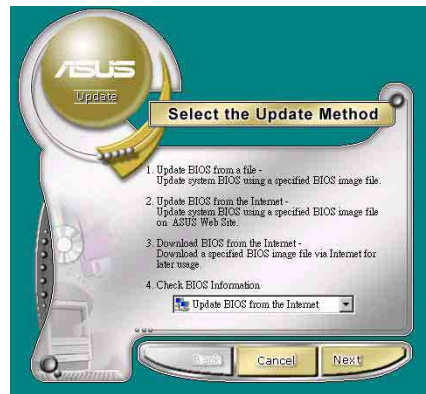 ASUS
Update
Select the Update Method
1. Update BIOS from a file -
Update system BIOS using a specified BIOS image file.
2. Update BIOS from the Internet -
Update system BIOS using a specified BIOS image file
on ASUS Web Site.
3. Download BIOS from the Internet -
Download a specified BIOS image file via Internet for
later usage.
4. Check BIOS Information
Update BIOS from the Internet
Back Cancel Next